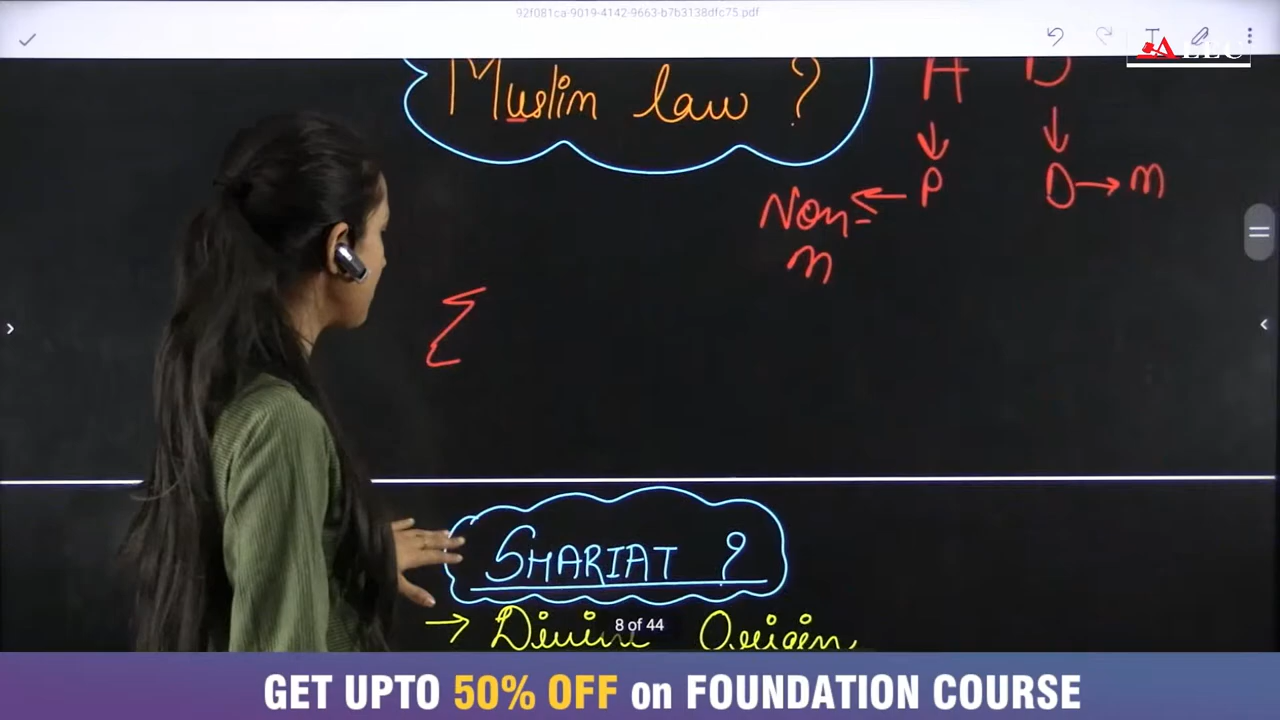 92f081ca-9019-4142-9663-b7b3138dfc75 pdf
Muslim law ?
A
P
D → m
Non-
m
SHARIAT ?
→ Divine Origin
8 of 44
GET UPTO 50% OFF on FOUNDATION COURSE